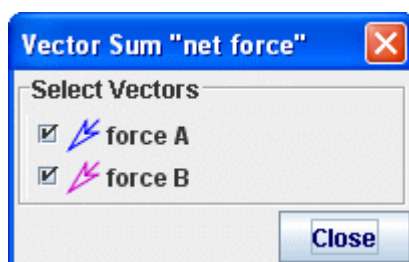 Vector Sum "net force"
Select Vectors
force A
force B
Close